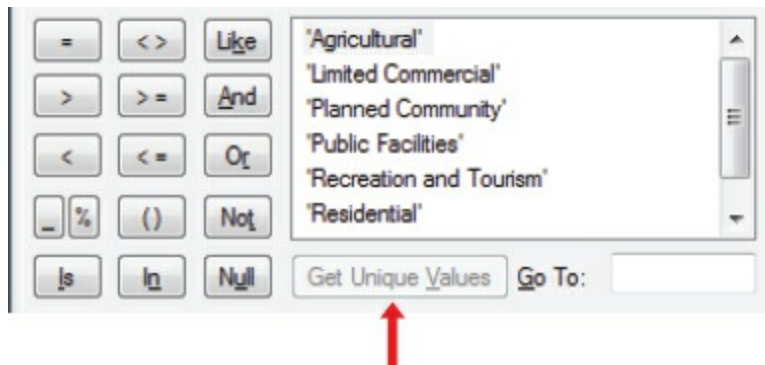 = <> Like 'Agricultural'
'Limited Commercial'
> >= And 'Planned Community'
'Public Facilities'
< <= Or 'Recreation and Tourism'
_ % () Not 'Residential'
Is In Null Get Unique Values Go To: